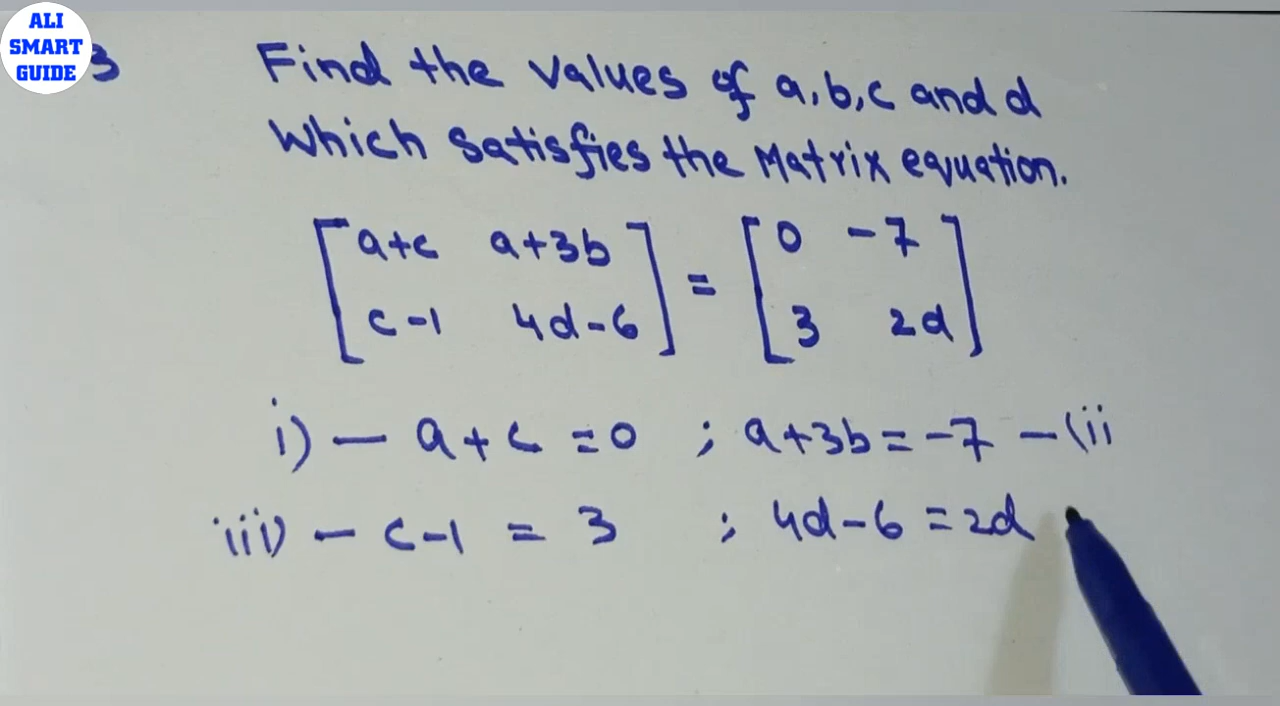 ALI
SMART
GUIDE
3 Find the values of a, b, c and d
Which satisfies the Matrix equation.
[a+c a+3b] = [0 -7]
[c-1 4d-6] [3 2d]
i) — a + c = 0 ; a+3b = -7 — (ii
iii) — c-1 = 3 ; 4d-6 = 2d